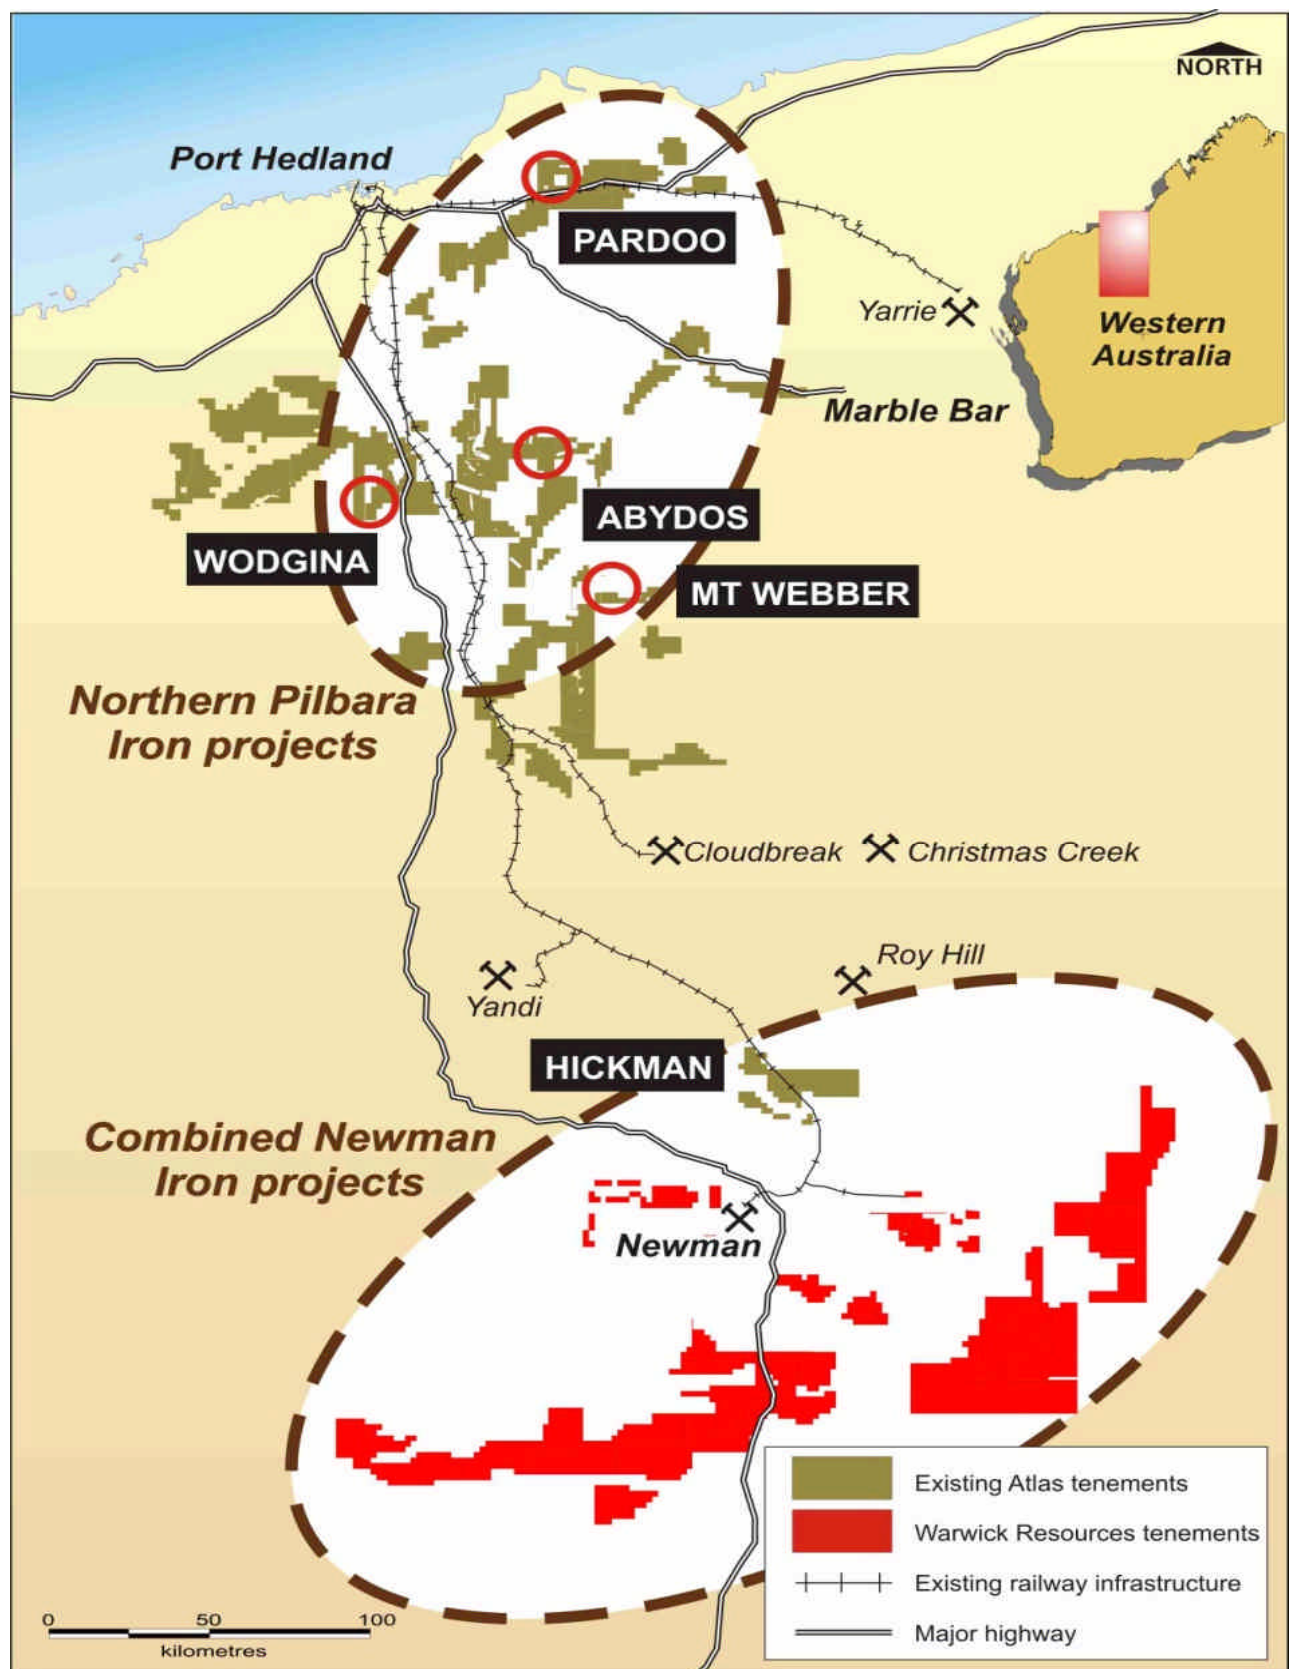 NORTH
Port Hedland
PARDOO
Yarrie
Western
Australia
Marble Bar
ABYDOS
WODGINA
MT WEBBER
Northern Pilbara
Iron projects
Cloudbreak
Christmas Creek
Roy Hill
Yandi
HICKMAN
Combined Newman
Iron projects
Newman
Existing Atlas tenements
Warwick Resources tenements
Existing railway infrastructure
Major highway
0 50 100
kilometres